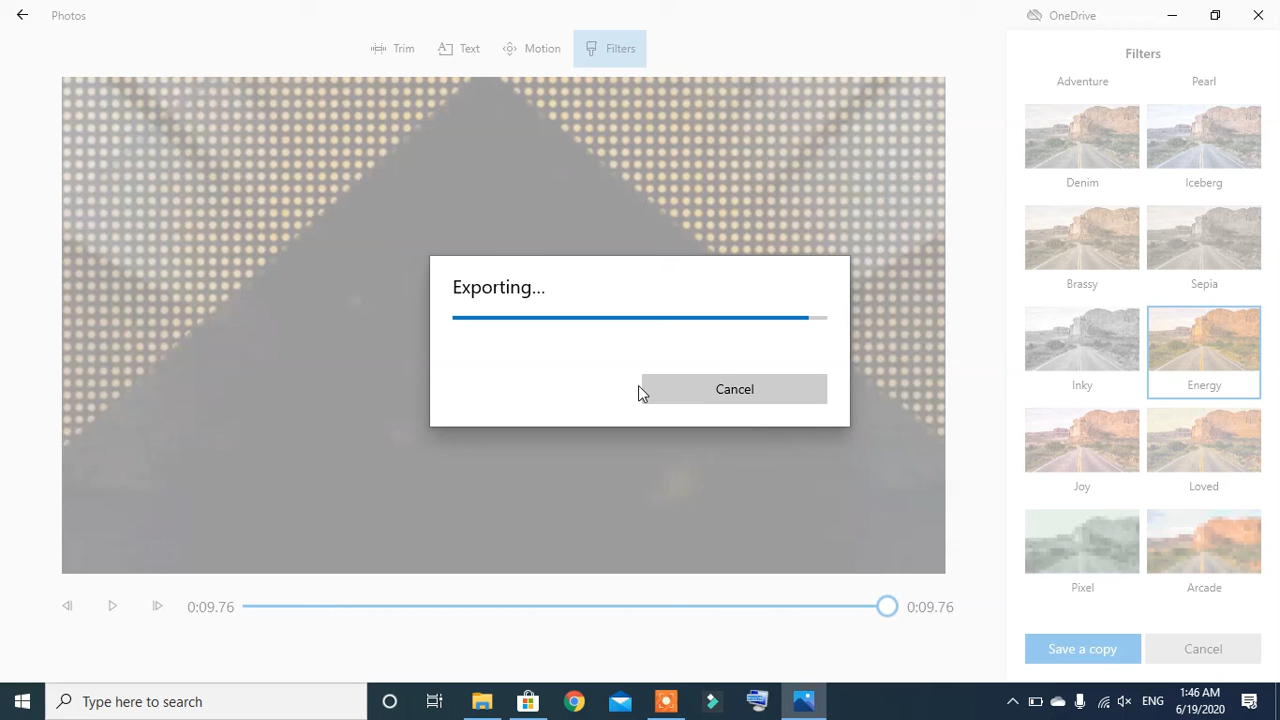 Photos
OneDrive
Trim
Text
Motion
Filters
Filters
Adventure
Pearl
Denim
Iceberg
Brassy
Sepia
Inky
Energy
Joy
Loved
Pixel
Arcade
Exporting...
Cancel
0:09.76
0:09.76
Save a copy
Cancel
Type here to search
ENG
1:46 AM
6/19/2020